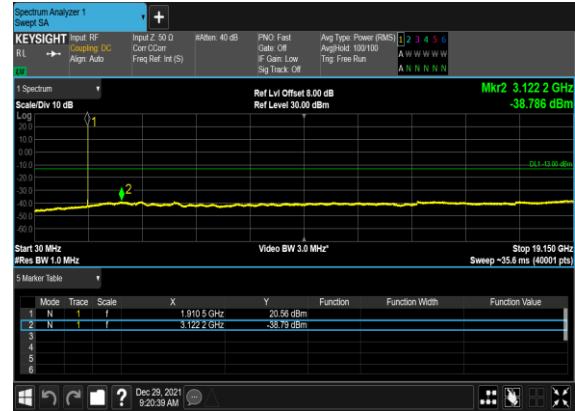 Spectrum Analyzer 1
Swept SA
+
KEYSIGHT Input: RF Input Z: 50 Ω #Atten: 40 dB PNO: Fast Avg Type: Power (RMS) 1 2 3 4 5 6
RL Coupling: DC Corr CCorr Gate: Off Avg|Hold: 100/100 A W W W W W
Align: Auto Freq Ref: Int (S) IF Gain: Low Trig: Free Run
Sig Track: Off A N N N N N
1 Spectrum Ref Lvl Offset 8.00 dB Mkr2 3.122 2 GHz
Scale/Div 10 dB Ref Level 30.00 dBm -38.786 dBm
Log
1
20.0
10.0
0.00
-10.0 DL1 -13.00 dBm
-20.0
-30.0
2
-40.0
-50.0
-60.0
Start 30 MHz Video BW 3.0 MHz* Stop 19.150 GHz
#Res BW 1.0 MHz Sweep ~35.6 ms (40001 pts)
5 Marker Table
Mode Trace Scale X Y Function Function Width Function Value
1 N 1 f 1.910 5 GHz 20.56 dBm
2 N 1 f 3.122 2 GHz -38.79 dBm
3
4
5
6
? Dec 29, 2021
9:20:39 AM